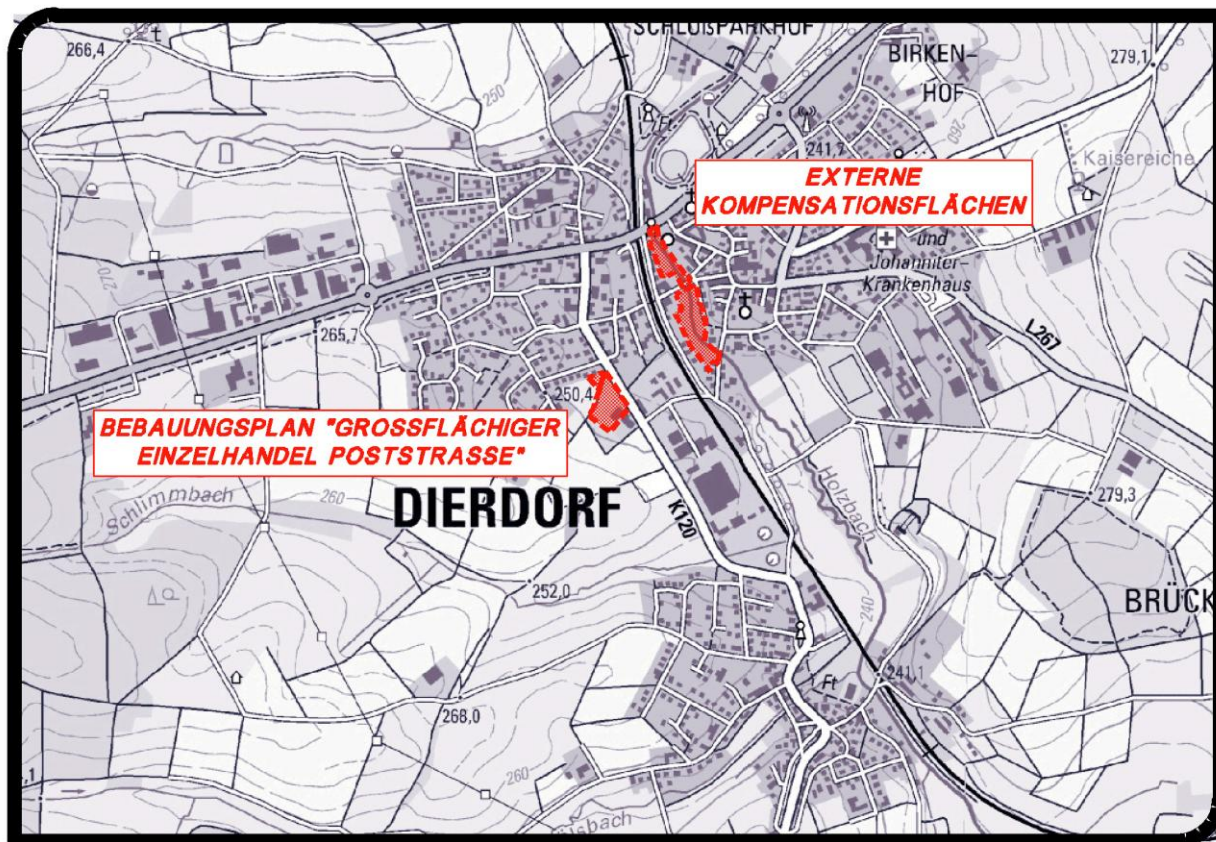 SCHLOßPARKHOF
266,4
BIRKEN-
HOF
279,1
250
Ft
260
241,7
Kaisereiche
EXTERNE
KOMPENSATIONSFLÄCHEN
und
Johanniter-
Krankenhaus
270
265,7
L267
250,4
BEBAUUNGSPLAN "GROSSFLÄCHIGER
EINZELHANDEL POSTSTRASSE"
Schlimmbach
260
DIERDORF
K120
Holzbach
279,3
252,0
240
BRÜCK
241,1
Ft
268,0
260